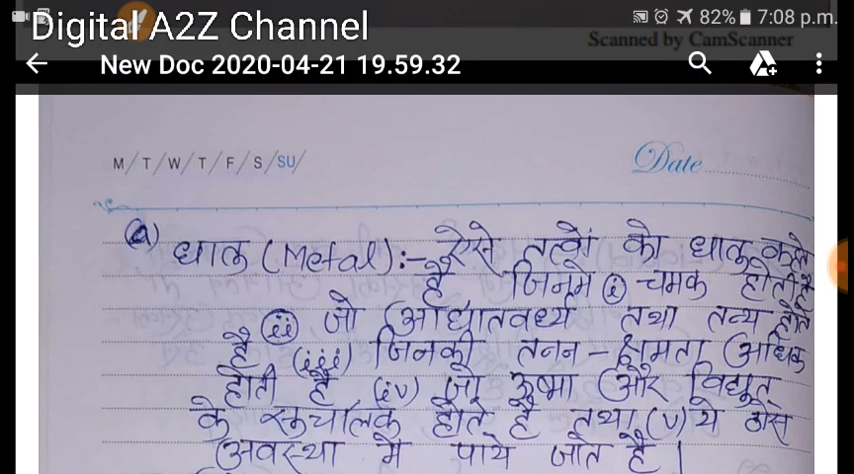 Digital A2Z Channel
82% 7:08 p.m.
Scanned by CamScanner
New Doc 2020-04-21 19.59.32
M/T/W/T/F/S/SU/
Date
(a) धातु (Metal):- ऐसे तत्वों को धातु कहते
है जिनमे (i) चमक होती है
(ii) जो आघातवर्ध्य तथा तन्य होते
है (iii) जिनकी तनन-क्षमता अधिक
होती है (iv) जो ऊष्मा और विद्युत
के सुचालक होते है तथा (v) ये ठोस
अवस्था में पाये जाते है।